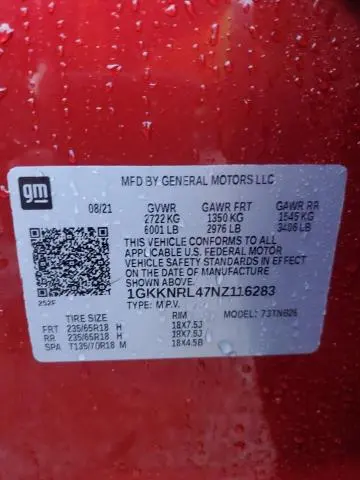 gm
MFD BY GENERAL MOTORS LLC
08/21 GVWR GAWR FRT GAWR RR
2722 KG 1350 KG 1545 KG
6001 LB 2976 LB 3406 LB
THIS VEHICLE CONFORMS TO ALL
APPLICABLE U.S. FEDERAL MOTOR
VEHICLE SAFETY STANDARDS IN EFFECT
ON THE DATE OF MANUFACTURE
SHOWN ABOVE.
1GKKNRL47NZ116283
252F TYPE: M.P.V. MODEL: 73TNB26
TIRE SIZE RIM
FRT 235/65R18 H 18X7.5J
RR 235/65R18 H 18X7.5J
SPA T135/70R18 M 18X4.5B